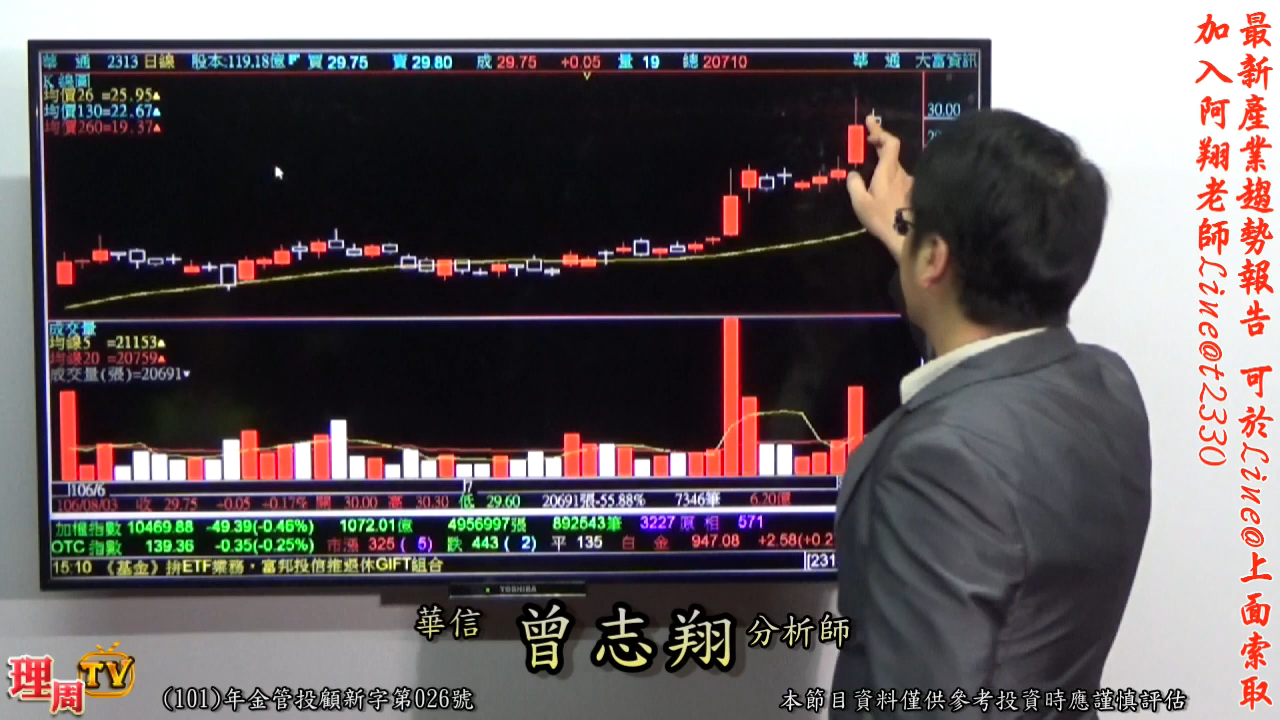 華 通 2313 日線 股本:119.18億 買 29.75 賣 29.80 成 29.75 +0.05 量 19 總 20710 華 通 大富資訊
K 線圖
均價26 =25.95▲
均價130=22.67▲
均價260=19.37▲
30.00
成交量
均線5 =21153▲
均線20 =20759▲
成交量(張)=20691▼
106/6
7
106/08/03 收 29.75 +0.05 +0.17% 開 30.00 高 30.30 低 29.60 20691張-55.88% 7346筆 6.20億
加權指數 10469.88 -49.39(-0.46%) 1072.01億 4956997張 892543筆 3227 原 相 571
OTC 指數 139.36 -0.35(-0.25%) 市漲 325( 5) 跌 443( 2) 平 135 白 金 947.08 +2.58(+0.2
15:10 《基金》拚ETF業務，富邦投信推退休GIFT組合
[231
TOSHIBA
最新產業趨勢報告 可於Line@上面索取
加入阿翔老師Line@t2330
華信 曾志翔 分析師
理周TV
(101)年金管投顧新字第026號
本節目資料僅供參考投資時應謹慎評估